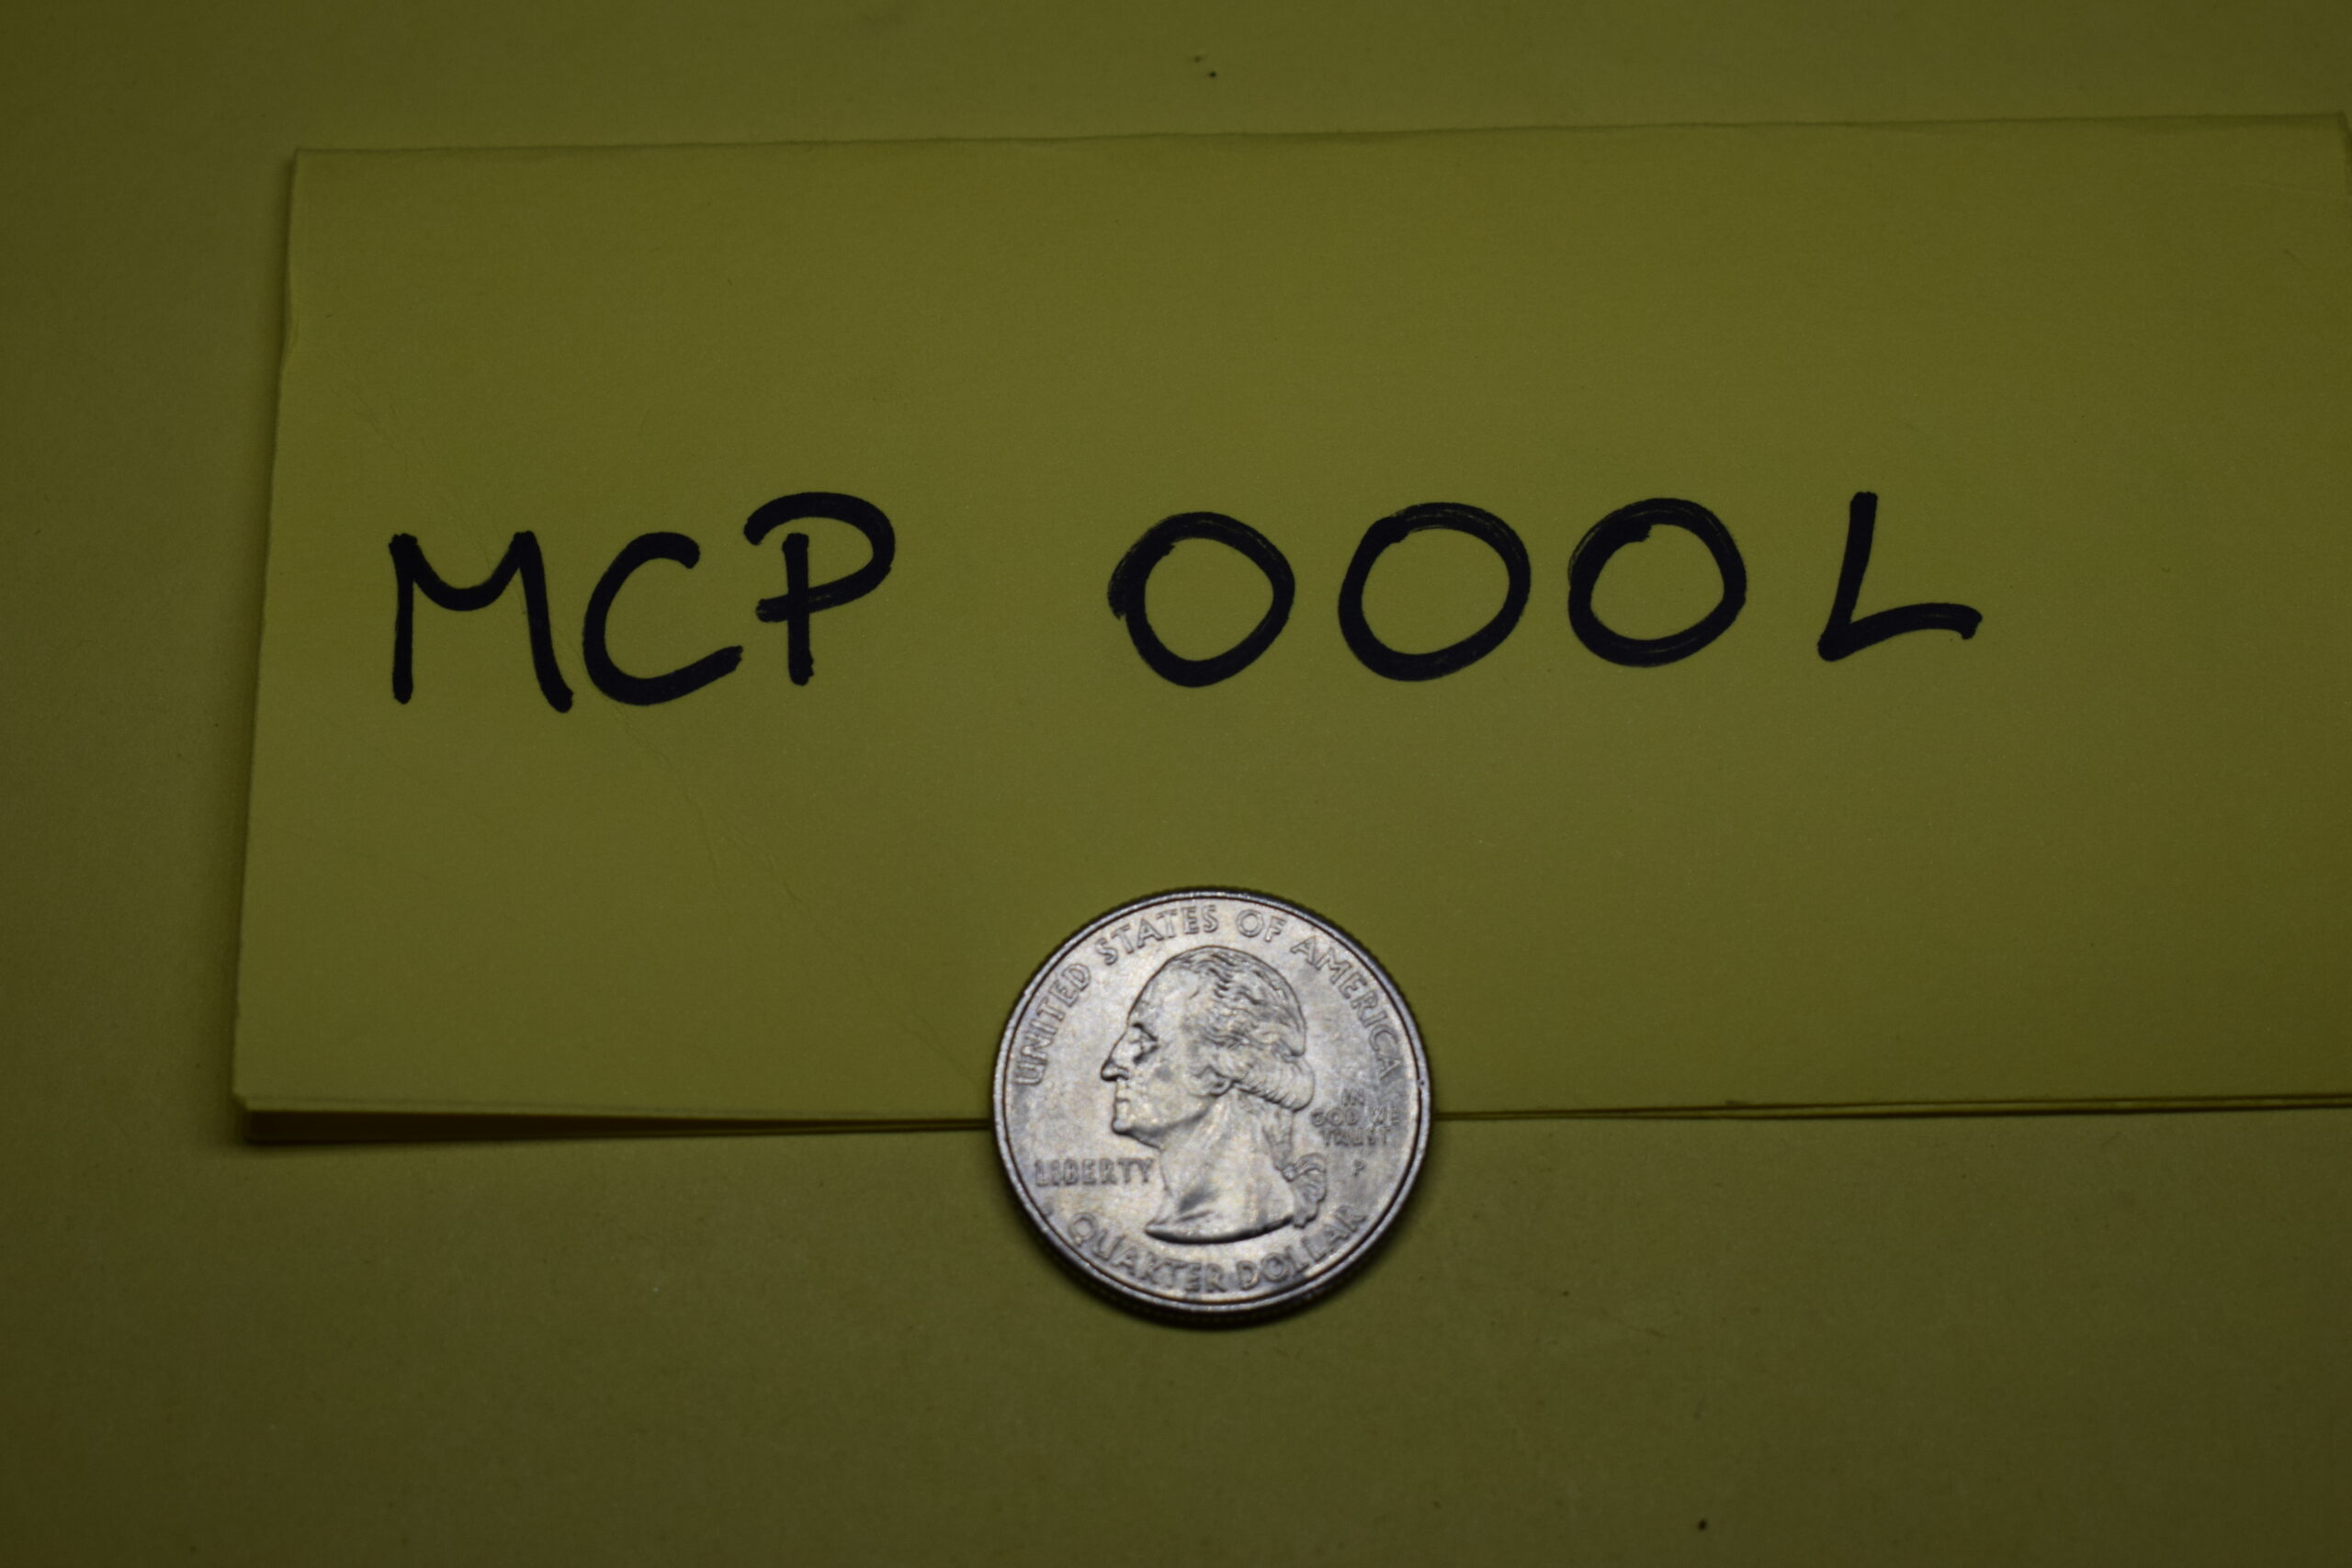 MCP OOOL
UNITED STATES OF AMERICA
IN
GOD WE
TRUST
LIBERTY
P
QUARTER DOLLAR